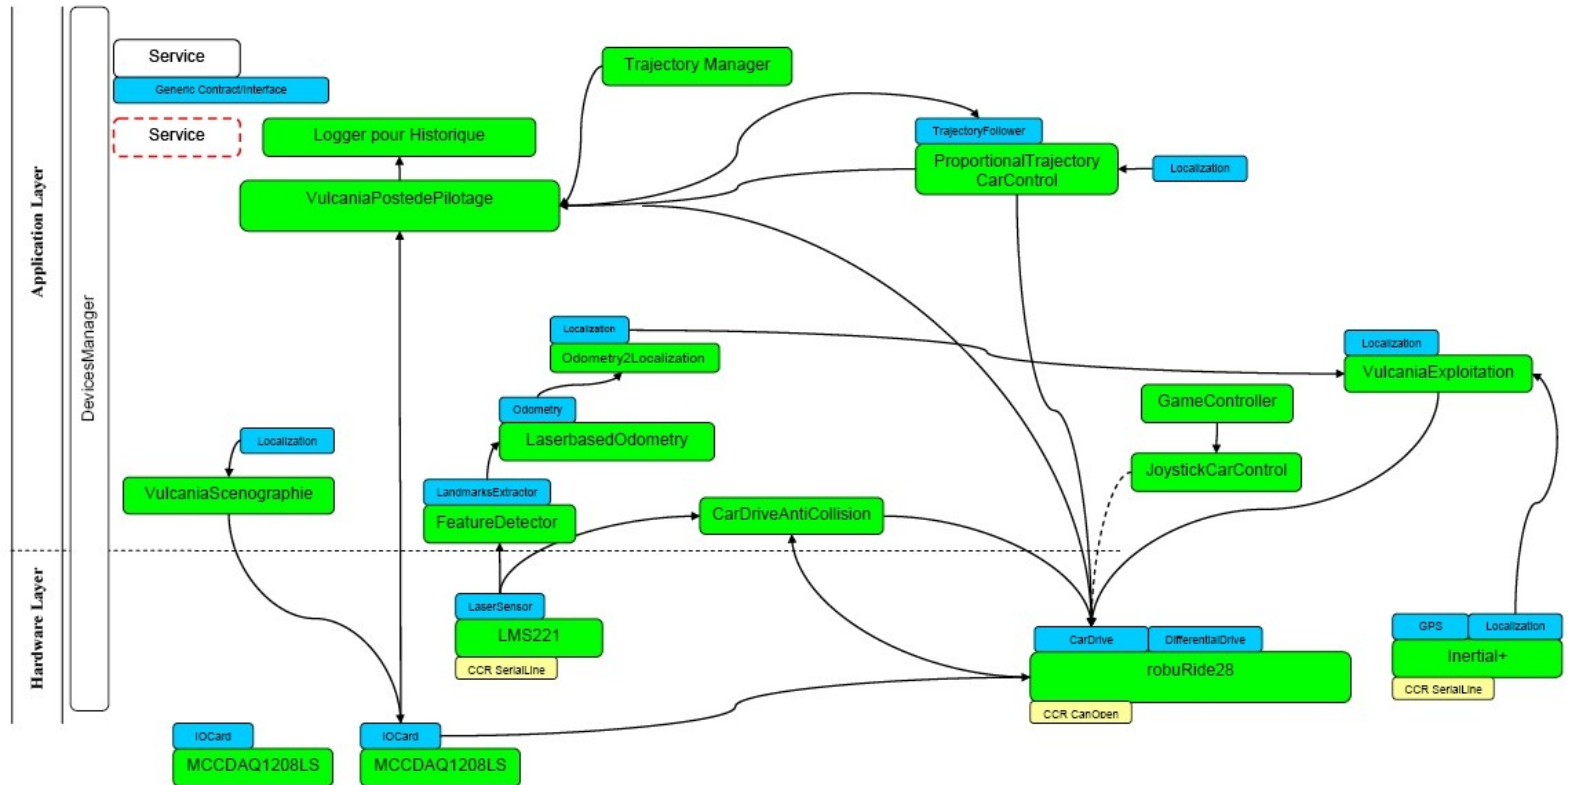 Application Layer
Hardware Layer
DevicesManager
Service
Generic Contract/Interface
Service
Logger pour Historique
VulcaniaPostedePilotage
Trajectory Manager
TrajectoryFollower
ProportionalTrajectory
CarControl
Localization
Localization
Odometry2Localization
Localization
VulcaniaExploitation
Odometry
LaserbasedOdometry
GameController
JoystickCarControl
Localization
VulcaniaScenographie
LandmarksExtractor
FeatureDetector
CarDriveAntiCollision
LaserSensor
LMS221
CCR SerialLine
CarDrive
DifferentialDrive
robuRide28
CCR CanOpen
GPS
Localization
Inertial+
CCR SerialLine
IOCard
MCCDAQ1208LS
IOCard
MCCDAQ1208LS